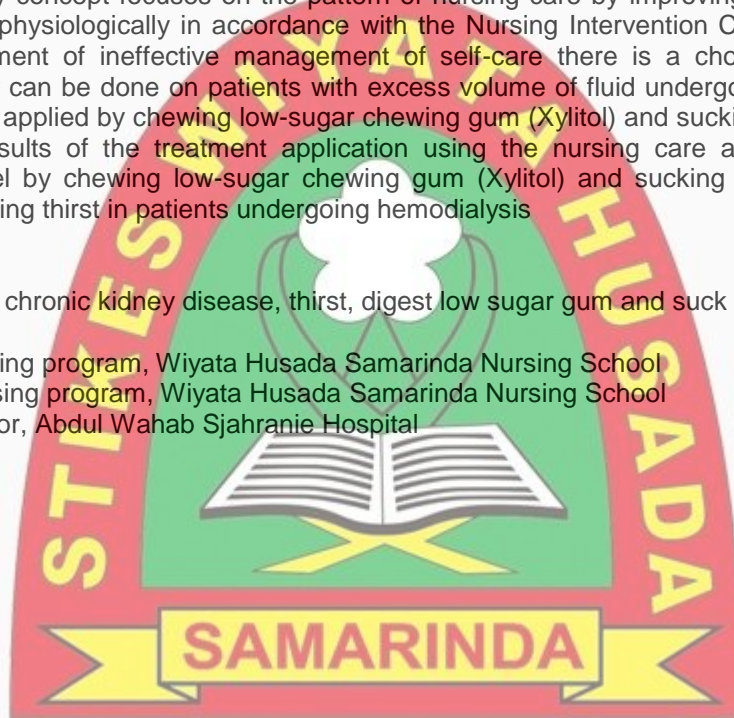 y concept focuses on the pattern of nursing care by improving
physiologically in accordance with the Nursing Intervention C
ment of ineffective management of self-care there is a cho
can be done on patients with excess volume of fluid undergo
applied by chewing low-sugar chewing gum (Xylitol) and sucki
sults of the treatment application using the nursing care a
el by chewing low-sugar chewing gum (Xylitol) and sucking
ing thirst in patients undergoing hemodialysis
chronic kidney disease, thirst, digest low sugar gum and suck
ing program, Wiyata Husada Samarinda Nursing School
sing program, Wiyata Husada Samarinda Nursing School
or, Abdul Wahab Sjahranie Hospital
STIKES WIYATA HUSADA
SAMARINDA